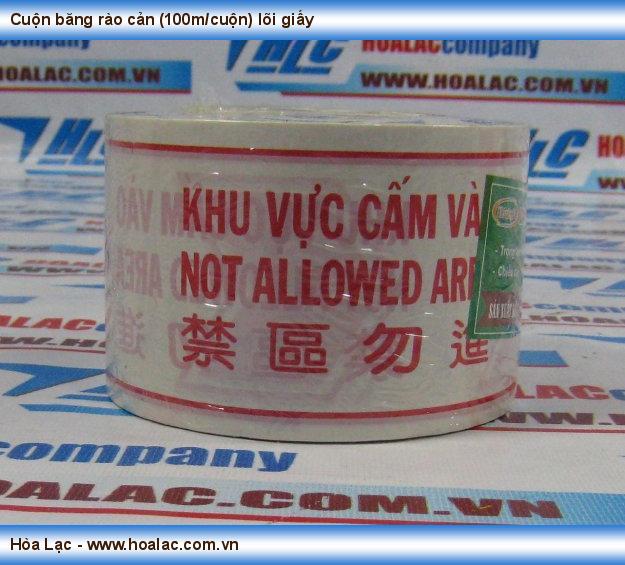 Cuộn băng rào cản (100m/cuộn) lõi giấy
HOALACcompany
WWW.HOALAC.COM.VN
KHU VỰC CẤM VÀ
NOT ALLOWED ARE
禁區勿進
HOALAC
company
HOALAC.COM.VN
Hòa Lạc - www.hoalac.com.vn